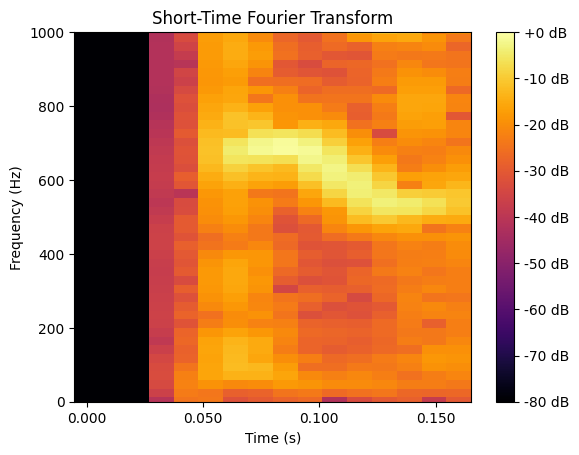 Short-Time Fourier Transform
1000
800
600
400
200
0
Frequency (Hz)
0.000
0.050
0.100
0.150
Time (s)
+0 dB
-10 dB
-20 dB
-30 dB
-40 dB
-50 dB
-60 dB
-70 dB
-80 dB